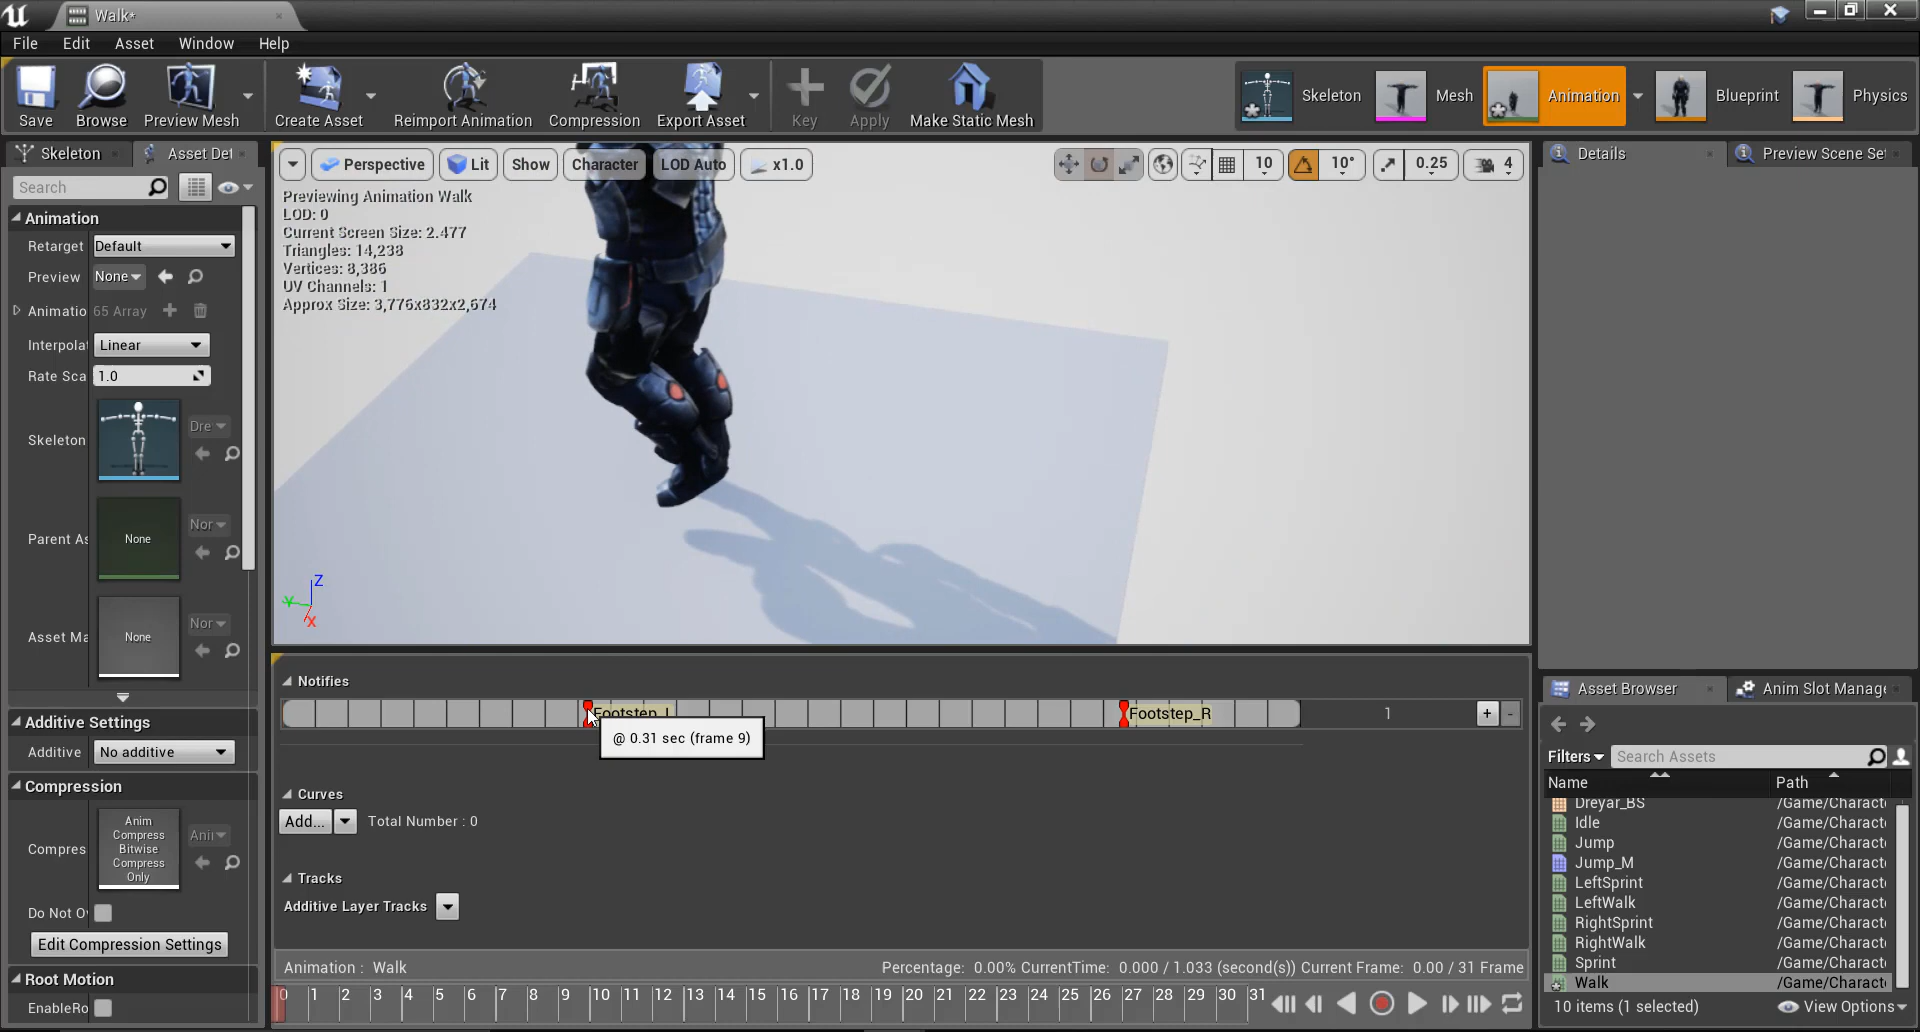 Walk*
File Edit Asset Window Help
Save Browse Preview Mesh Create Asset Reimport Animation Compression Export Asset Key Apply Make Static Mesh
Skeleton Mesh Animation Blueprint Physics
Skeleton Asset Det
Perspective Lit Show Character LOD Auto x1.0 10 10° 0.25 4
Details Preview Scene Set
Search
Previewing Animation Walk
LOD: 0
Current Screen Size: 2.477
Triangles: 14,238
Vertices: 8,386
UV Channels: 1
Approx Size: 3,776x832x2,674
Z
Y
X
Animation
Retarget Default
Preview None
Animatio 65 Array
Interpolat Linear
Rate Sca 1.0
Skeleton Dre
Parent As None Nor
Asset Ma None Nor
Additive Settings
Additive No additive
Compression
Compres Anim Compress Bitwise Compress Only Ani
Do Not O
Edit Compression Settings
Root Motion
EnableRo
Notifies
Footstep_L Footstep_R 1 + -
@ 0.31 sec (frame 9)
Curves
Add... Total Number : 0
Tracks
Additive Layer Tracks
Animation : Walk Percentage: 0.00% CurrentTime: 0.000 / 1.033 (second(s)) Current Frame: 0.00 / 31 Frame
0 1 2 3 4 5 6 7 8 9 10 11 12 13 14 15 16 17 18 19 20 21 22 23 24 25 26 27 28 29 30 31
Asset Browser Anim Slot Manage
Filters Search Assets
Name Path
Dreyar_BS /Game/Characte
Idle /Game/Characte
Jump /Game/Characte
Jump_M /Game/Characte
LeftSprint /Game/Characte
LeftWalk /Game/Characte
RightSprint /Game/Characte
RightWalk /Game/Characte
Sprint /Game/Characte
Walk /Game/Characte
10 items (1 selected) View Options